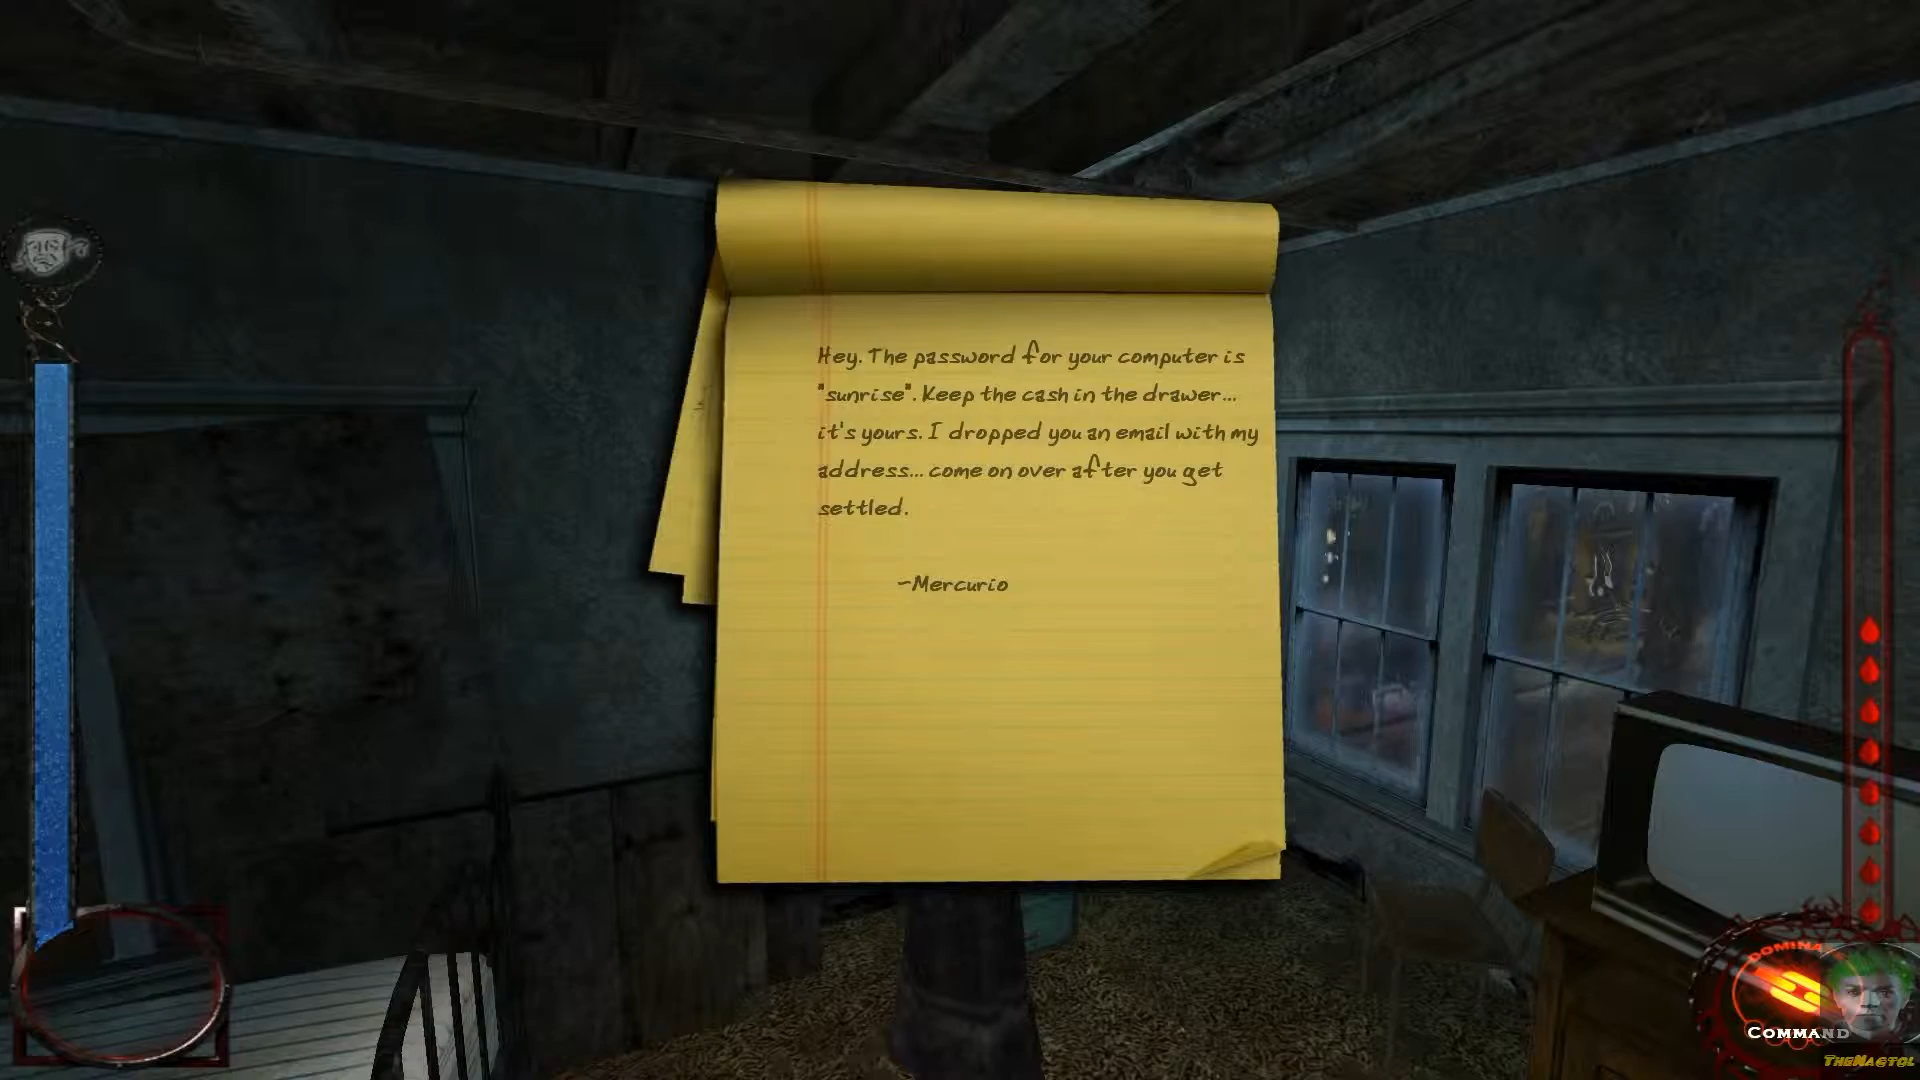 Hey. The password for your computer is
"sunrise". Keep the cash in the drawer...
it's yours. I dropped you an email with my
address... come on over after you get
settled.
~Mercurio
DOMINA
COMMAND
THENAGTOL